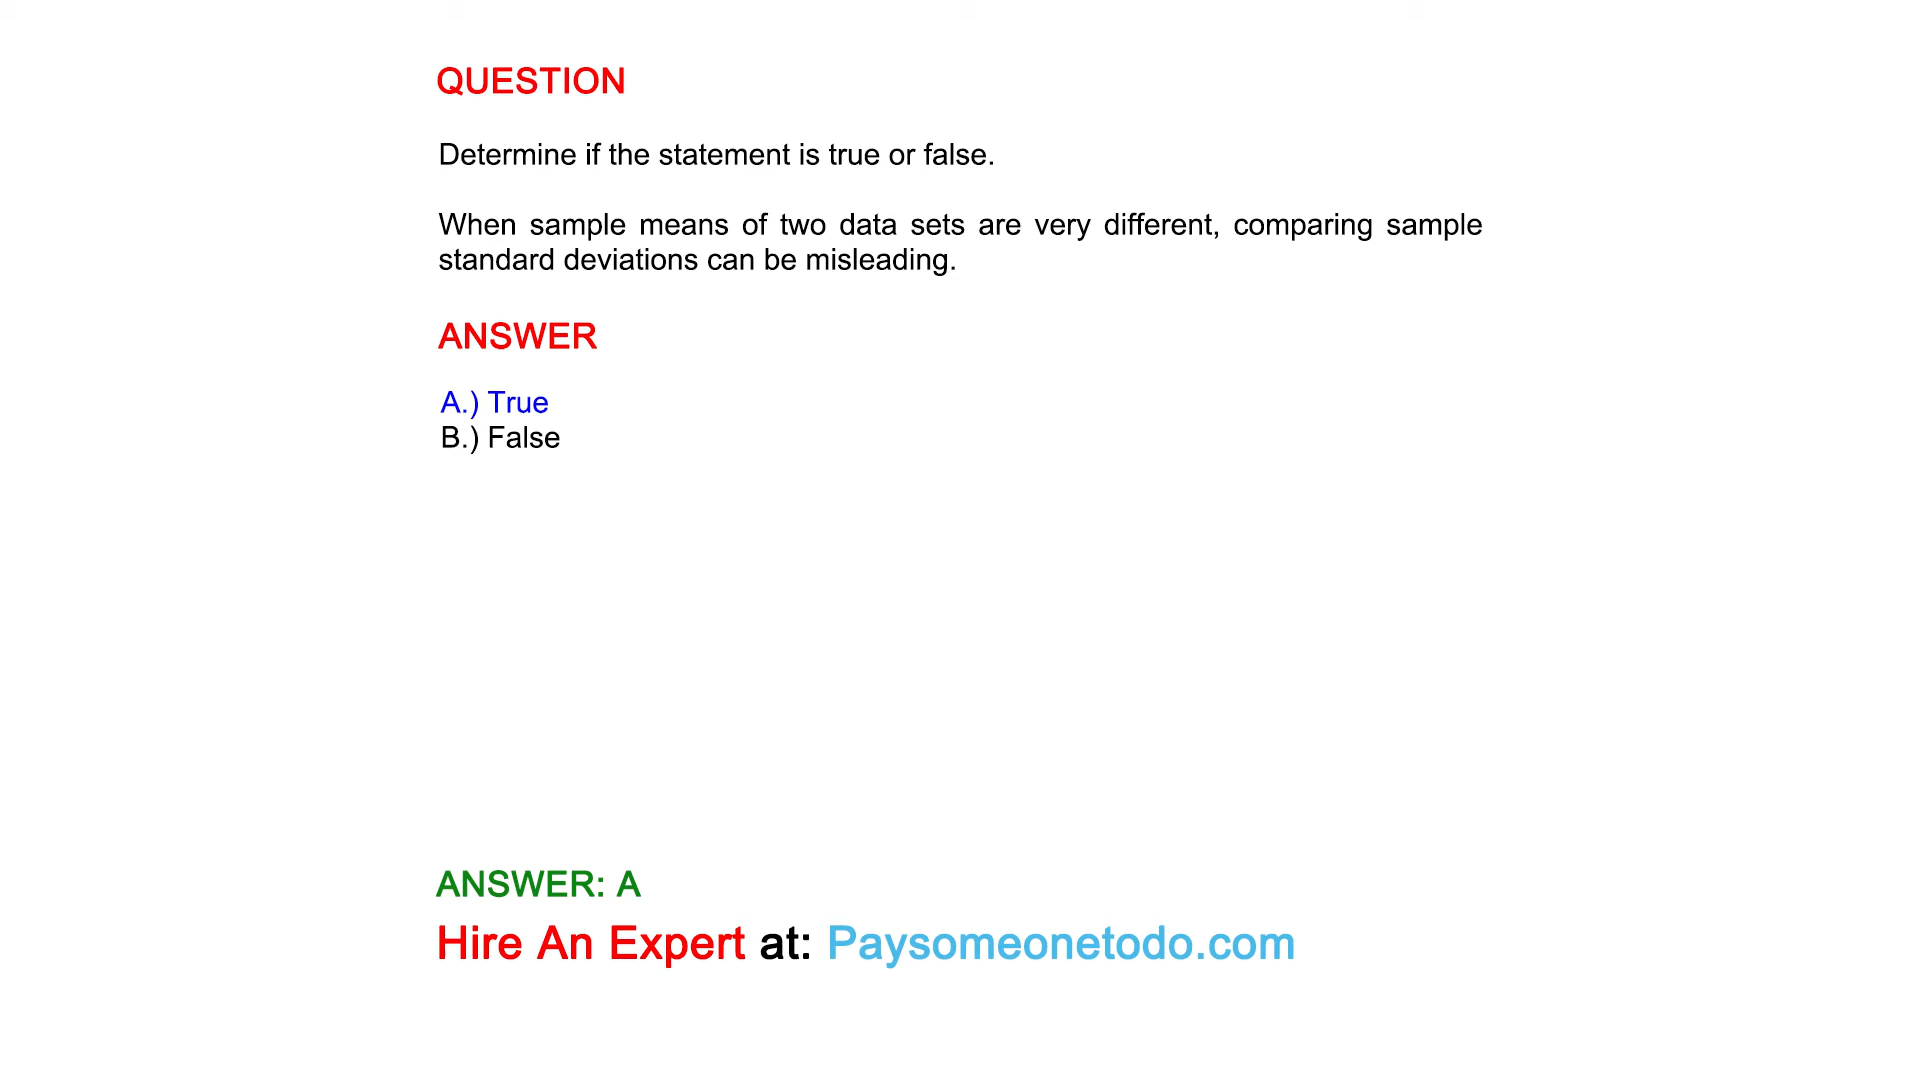 QUESTION
Determine if the statement is true or false.
When sample means of two data sets are very different, comparing sample
standard deviations can be misleading.
ANSWER
A.) True
B.) False
ANSWER: A
Hire An Expert at: Paysomeonetodo.com